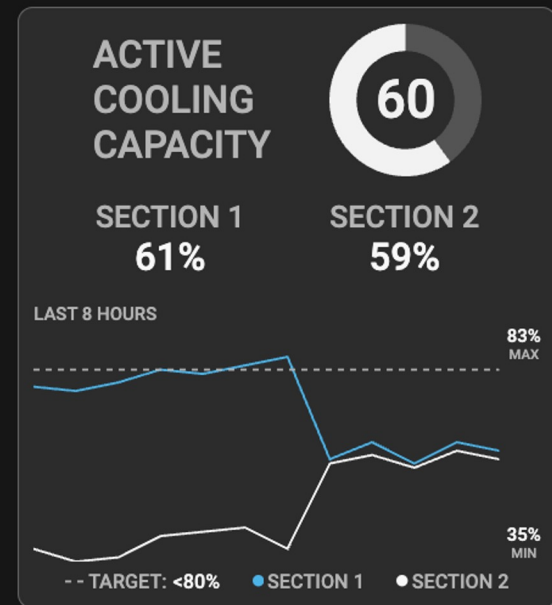 ACTIVE
COOLING
CAPACITY
60
SECTION 1
61%
SECTION 2
59%
LAST 8 HOURS
83%
MAX
35%
MIN
-- TARGET: <80%
SECTION 1
SECTION 2